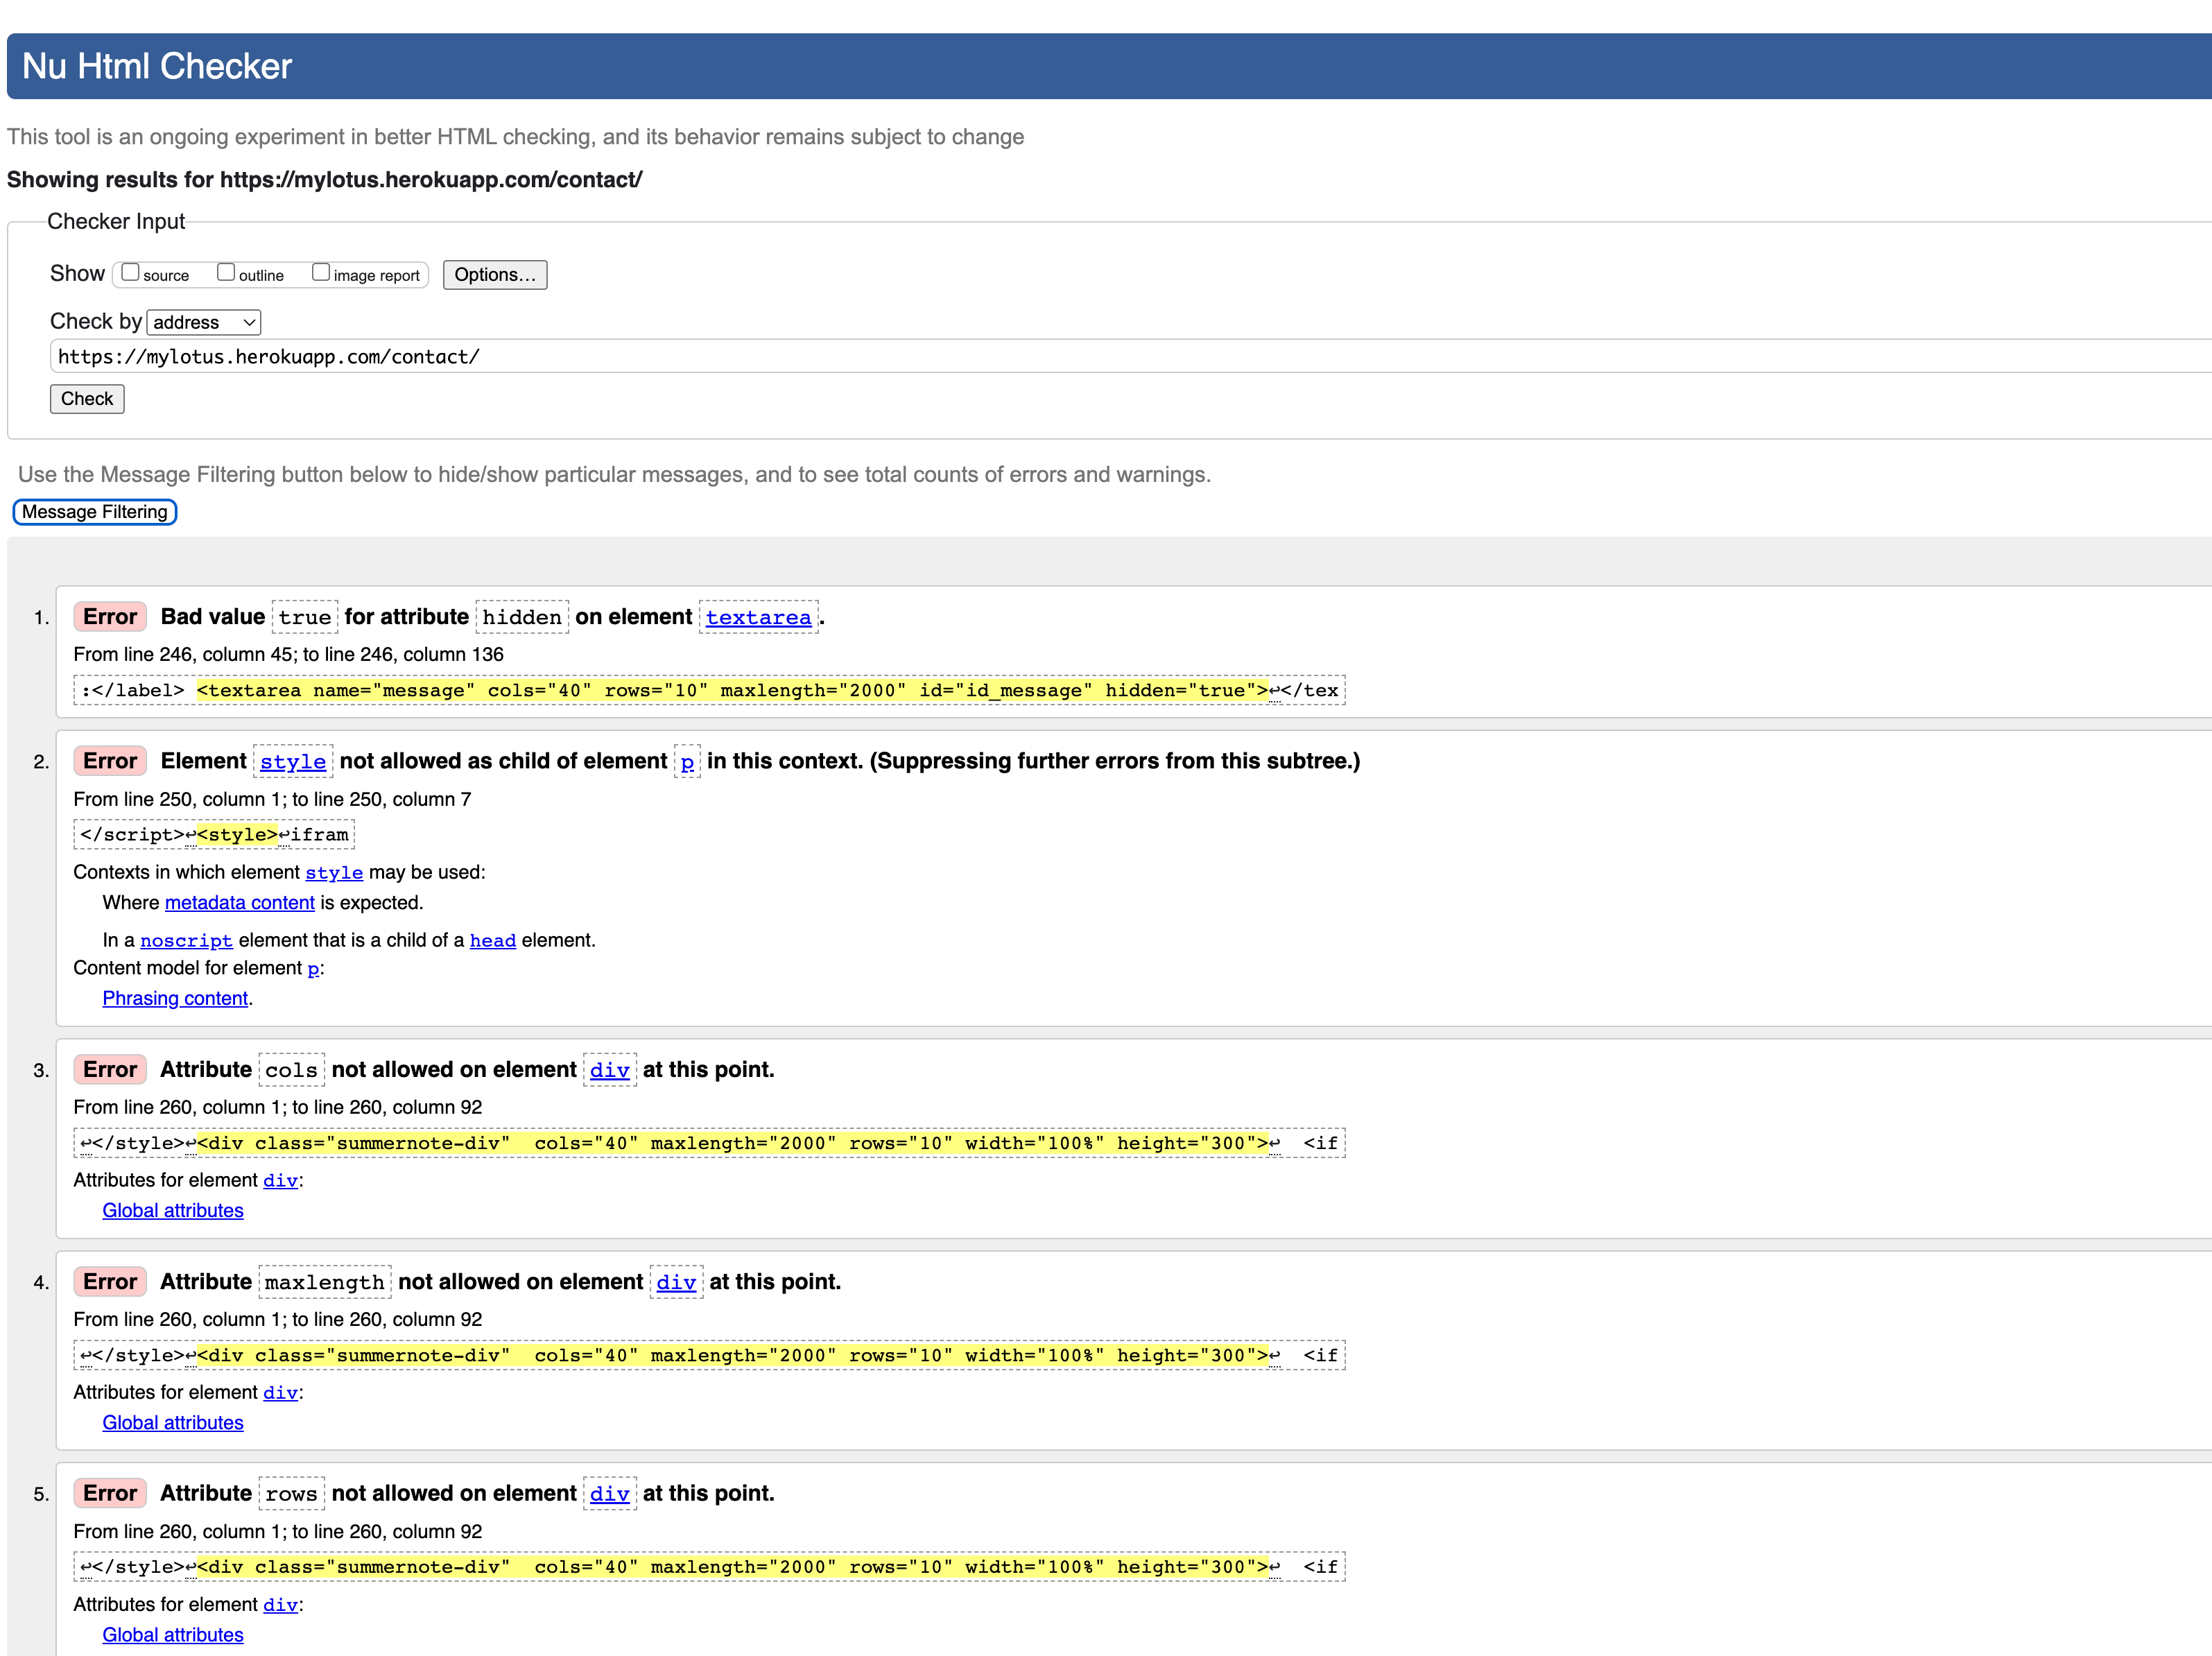 Nu Html Checker
This tool is an ongoing experiment in better HTML checking, and its behavior remains subject to change
Showing results for https://mylotus.herokuapp.com/contact/
Checker Input
Show source outline image report Options…
Check by address
https://mylotus.herokuapp.com/contact/
Check
Use the Message Filtering button below to hide/show particular messages, and to see total counts of errors and warnings.
Message Filtering
1. Error Bad value true for attribute hidden on element textarea.
From line 246, column 45; to line 246, column 136
:</label> <textarea name="message" cols="40" rows="10" maxlength="2000" id="id_message" hidden="true">↩</tex
2. Error Element style not allowed as child of element p in this context. (Suppressing further errors from this subtree.)
From line 250, column 1; to line 250, column 7
</script>↩<style>↩ifram
Contexts in which element style may be used:
Where metadata content is expected.
In a noscript element that is a child of a head element.
Content model for element p:
Phrasing content.
3. Error Attribute cols not allowed on element div at this point.
From line 260, column 1; to line 260, column 92
↩</style>↩<div class="summernote-div"  cols="40" maxlength="2000" rows="10" width="100%" height="300">↩  <if
Attributes for element div:
Global attributes
4. Error Attribute maxlength not allowed on element div at this point.
From line 260, column 1; to line 260, column 92
↩</style>↩<div class="summernote-div"  cols="40" maxlength="2000" rows="10" width="100%" height="300">↩  <if
Attributes for element div:
Global attributes
5. Error Attribute rows not allowed on element div at this point.
From line 260, column 1; to line 260, column 92
↩</style>↩<div class="summernote-div"  cols="40" maxlength="2000" rows="10" width="100%" height="300">↩  <if
Attributes for element div:
Global attributes